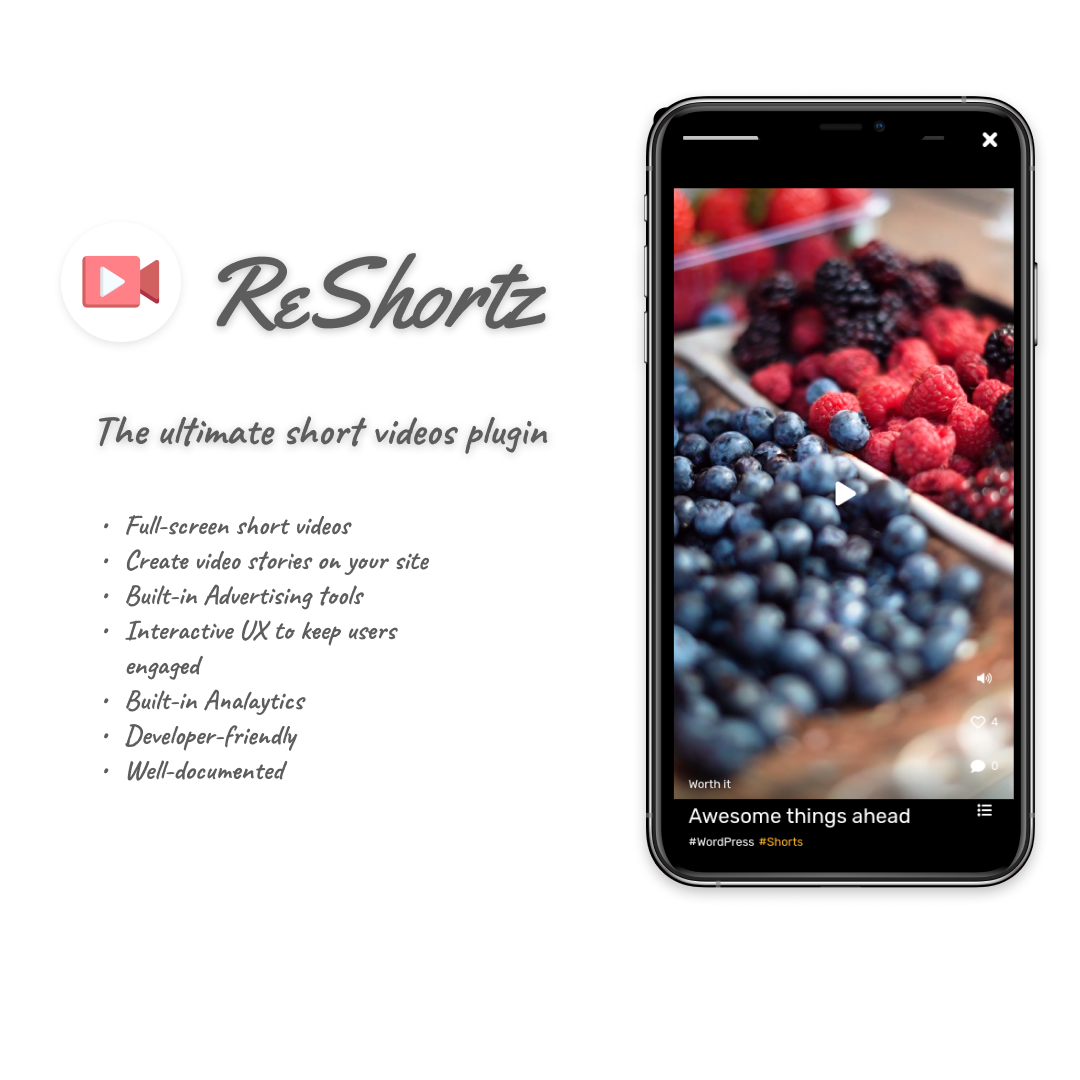 ReShortz
The ultimate short videos plugin
• Full-screen short videos
• Create video stories on your site
• Built-in Advertising tools
• Interactive UX to keep users
engaged
• Built-in Analaytics
• Developer-friendly
• Well-documented
4
0
Worth it
Awesome things ahead
#WordPress #Shorts